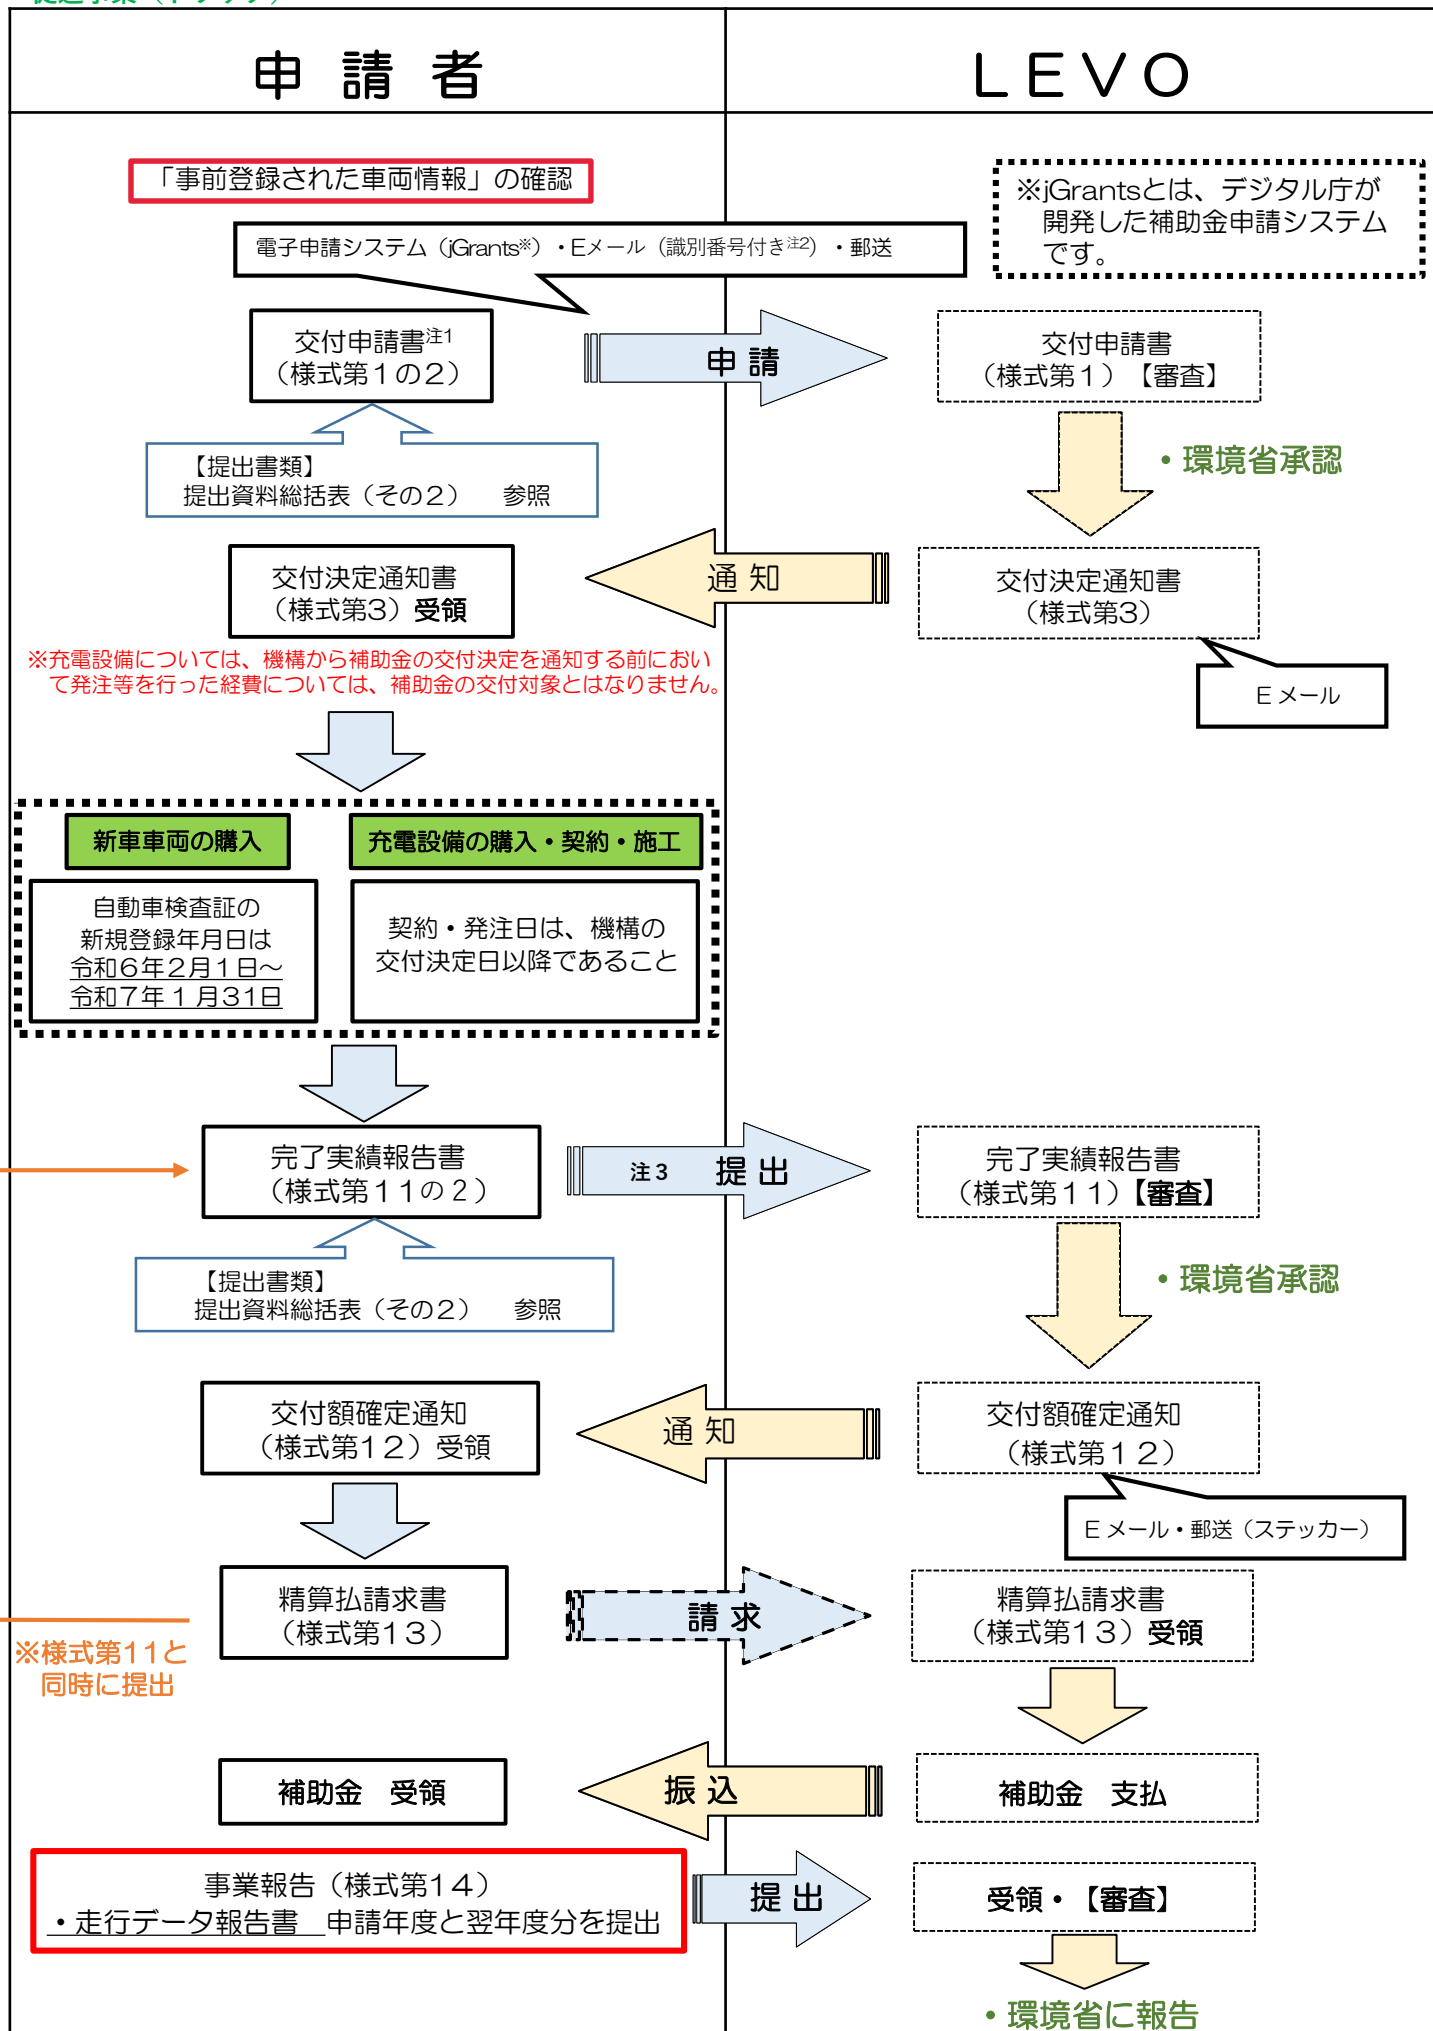 申請者
LEVO
「事前登録された車両情報」の確認
※jGrantsとは、デジタル庁が
開発した補助金申請システム
です。
電子申請システム（jGrants※）・Eメール（識別番号付き注2）・郵送
交付申請書注1
（様式第１の２）
申請
交付申請書
（様式第１）【審査】
【提出書類】
提出資料総括表（その２）　参照
・環境省承認
交付決定通知書
（様式第3）受領
通知
交付決定通知書
（様式第3）
Ｅメール
※充電設備については、機構から補助金の交付決定を通知する前におい
て発注等を行った経費については、補助金の交付対象とはなりません。
新車車両の購入
充電設備の購入・契約・施工
自動車検査証の
新規登録年月日は
令和６年２月１日～
令和７年１月31日
契約・発注日は、機構の
交付決定日以降であること
完了実績報告書
（様式第１１の２）
注３　提出
完了実績報告書
（様式第１１）【審査】
【提出書類】
提出資料総括表（その２）　参照
・環境省承認
交付額確定通知
（様式第１２）受領
通知
交付額確定通知
（様式第１２）
Ｅメール・郵送（ステッカー）
精算払請求書
（様式第１３）
請求
精算払請求書
（様式第１３）受領
※様式第11と
同時に提出
補助金　受領
振込
補助金　支払
事業報告（様式第１４）
・走行データ報告書　申請年度と翌年度分を提出
提出
受領・【審査】
・環境省に報告